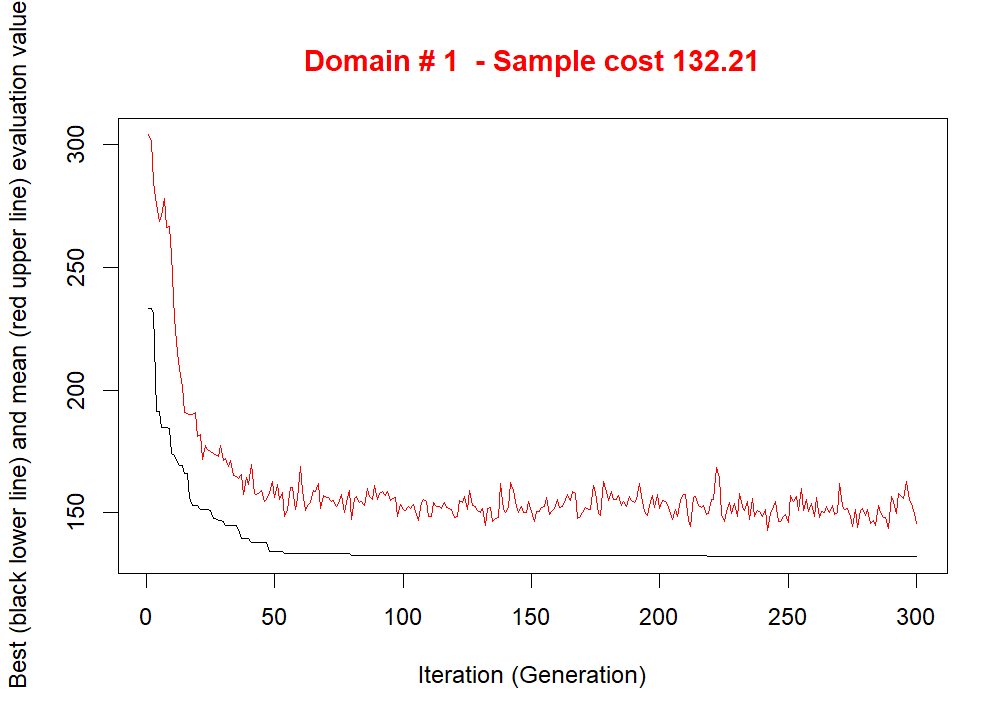 Domain # 1  - Sample cost 132.21
Best (black lower line) and mean (red upper line) evaluation value
300
250
200
150
0 50 100 150 200 250 300
Iteration (Generation)